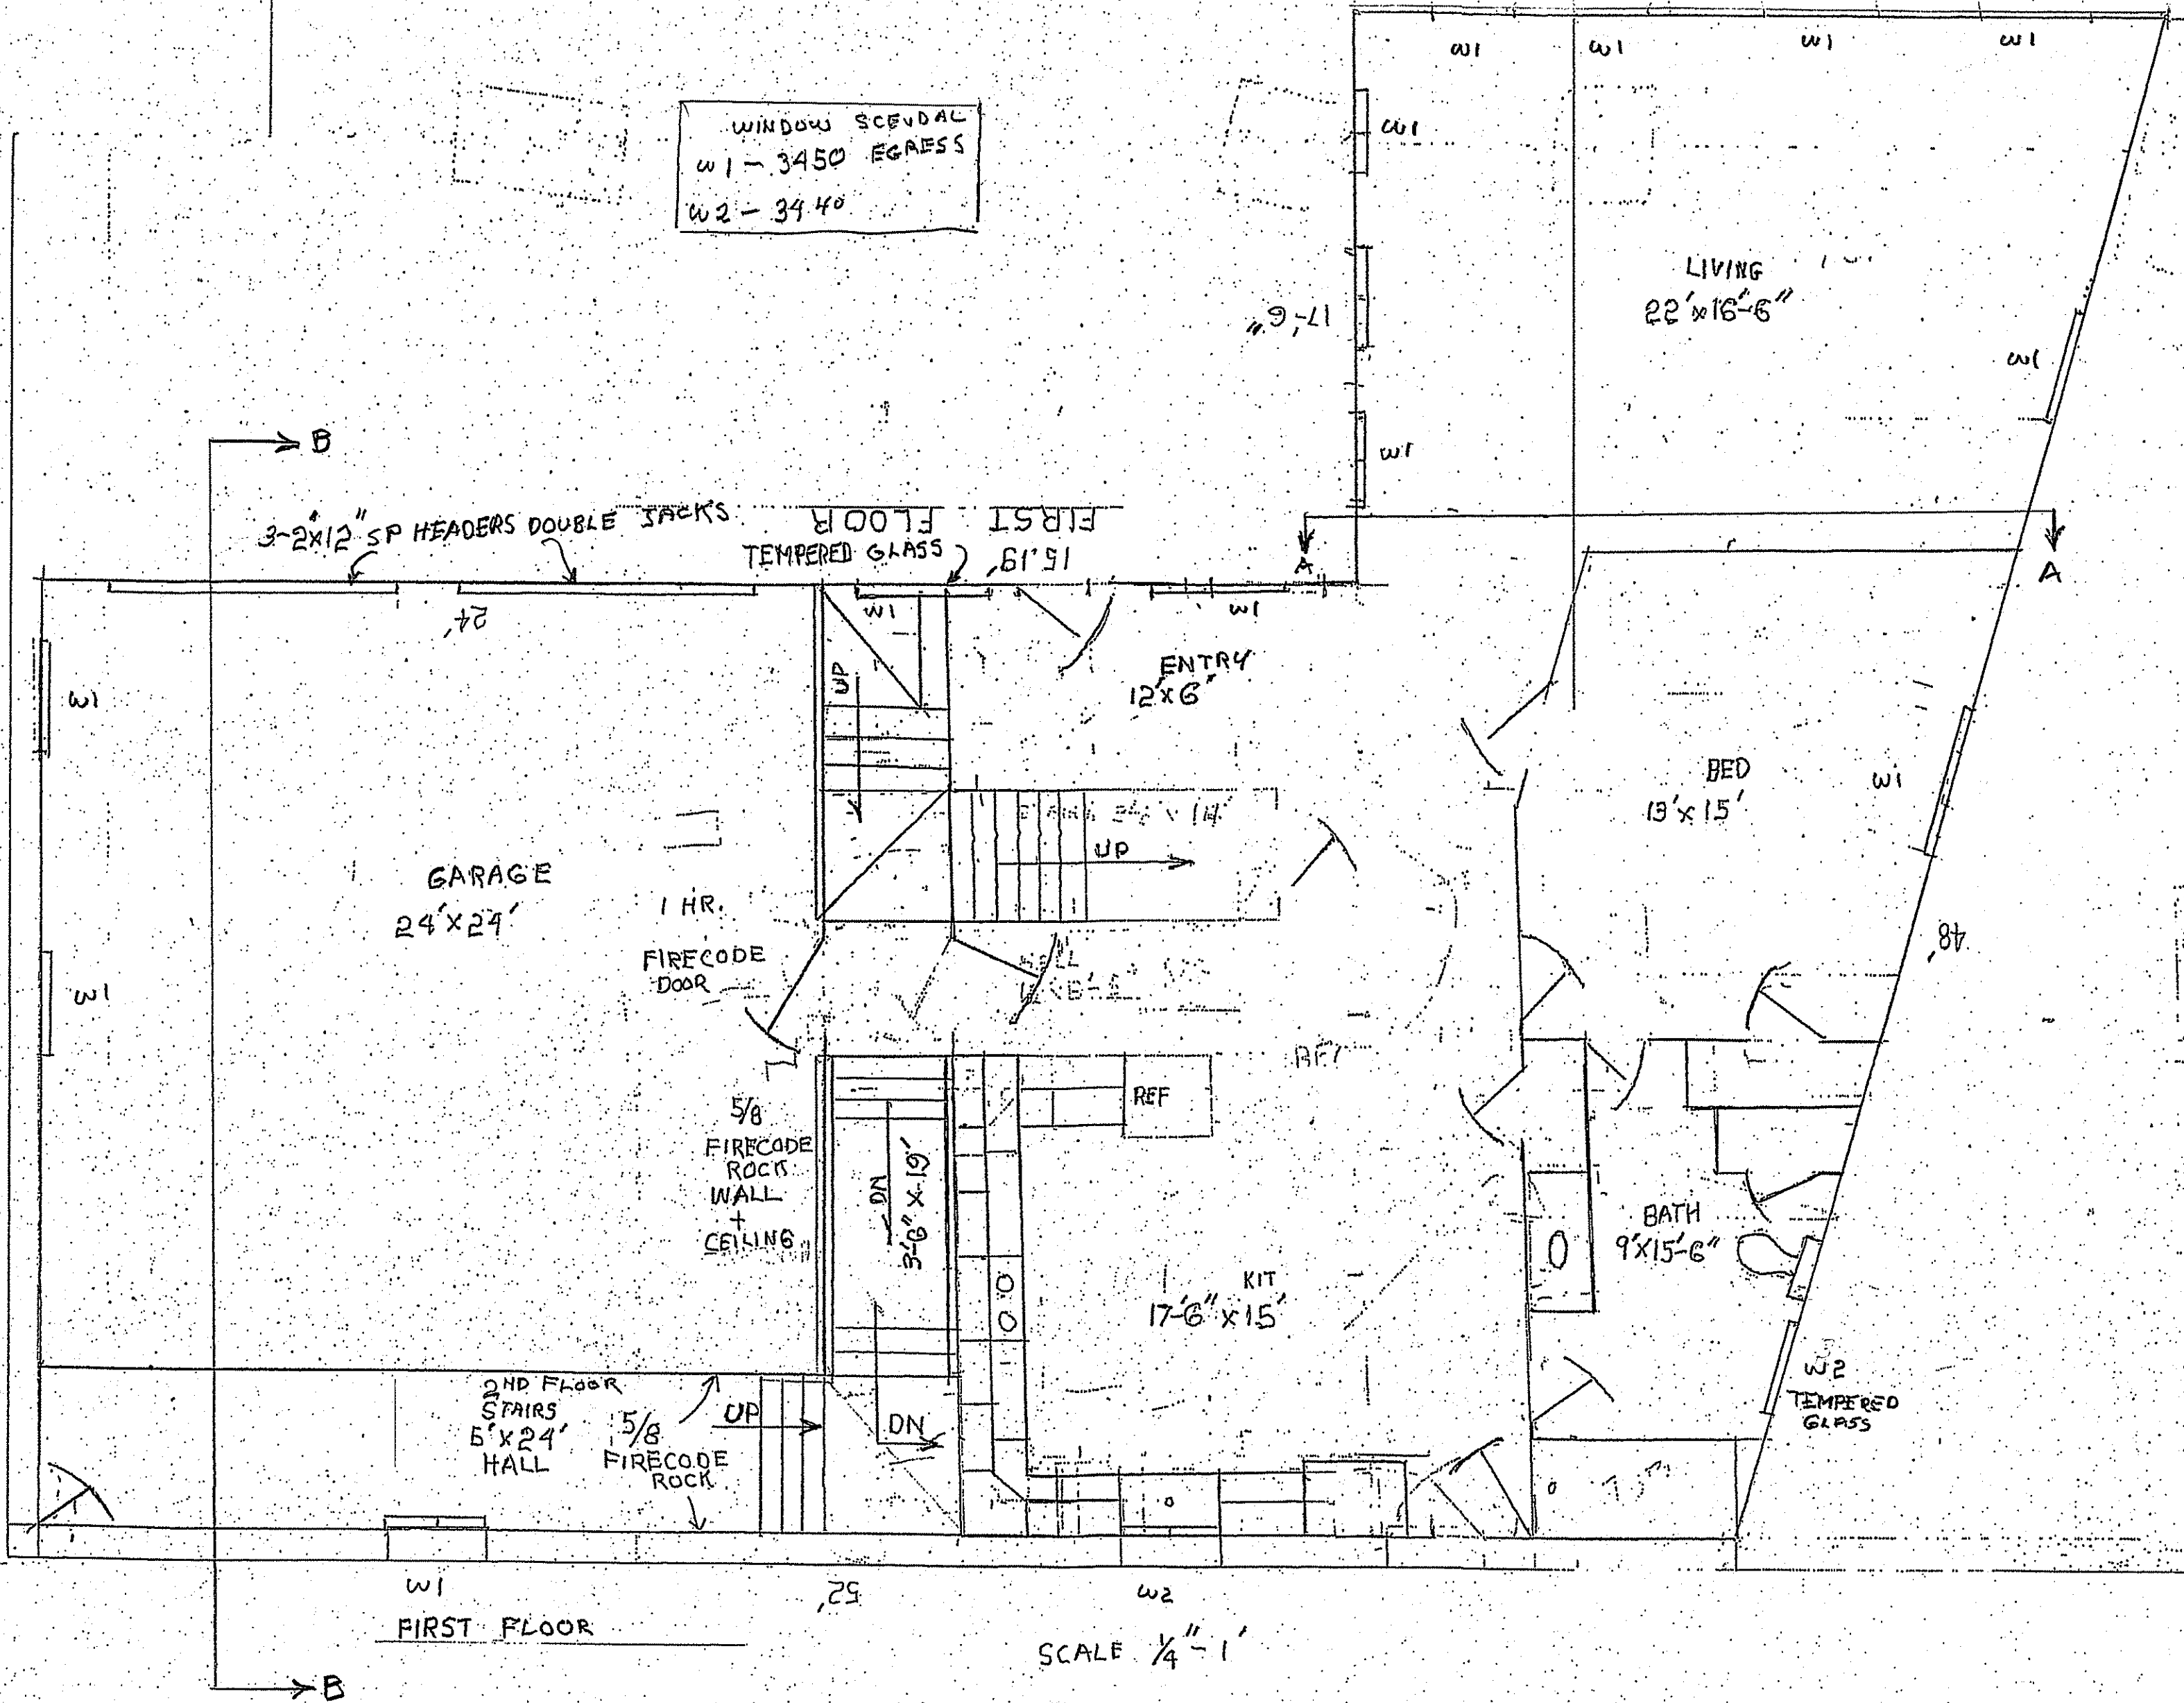 W1 W1 W1 W1
WINDOW SCEUDAL
W1 - 3450 EGRESS
W2 - 3440
W1
LIVING
22'x16'-6"
17'-6"
W1
W1
B
3-2"x12" SP HEADERS DOUBLE JACKS
FIRST FLOOR
TEMPERED GLASS
15.19'
A
A
24'
W1
W1
W1
UP
ENTRY
12'x6'
BED
13'x15'
W1
UP
GARAGE
24'x24'
1 HR.
FIRECODE
DOOR
48'
W1
REF
5/8
FIRECODE
ROCK
WALL
+
CEILING
DN
3'-6" x 16'
BATH
9'x15'-6"
KIT
17'-6"x15'
W2
TEMPERED
GLASS
2ND FLOOR
STAIRS
5'x24'
HALL
5/8
FIRECODE
ROCK
UP
DN
W1
52'
W2
FIRST FLOOR
SCALE 1/4"-1'
B